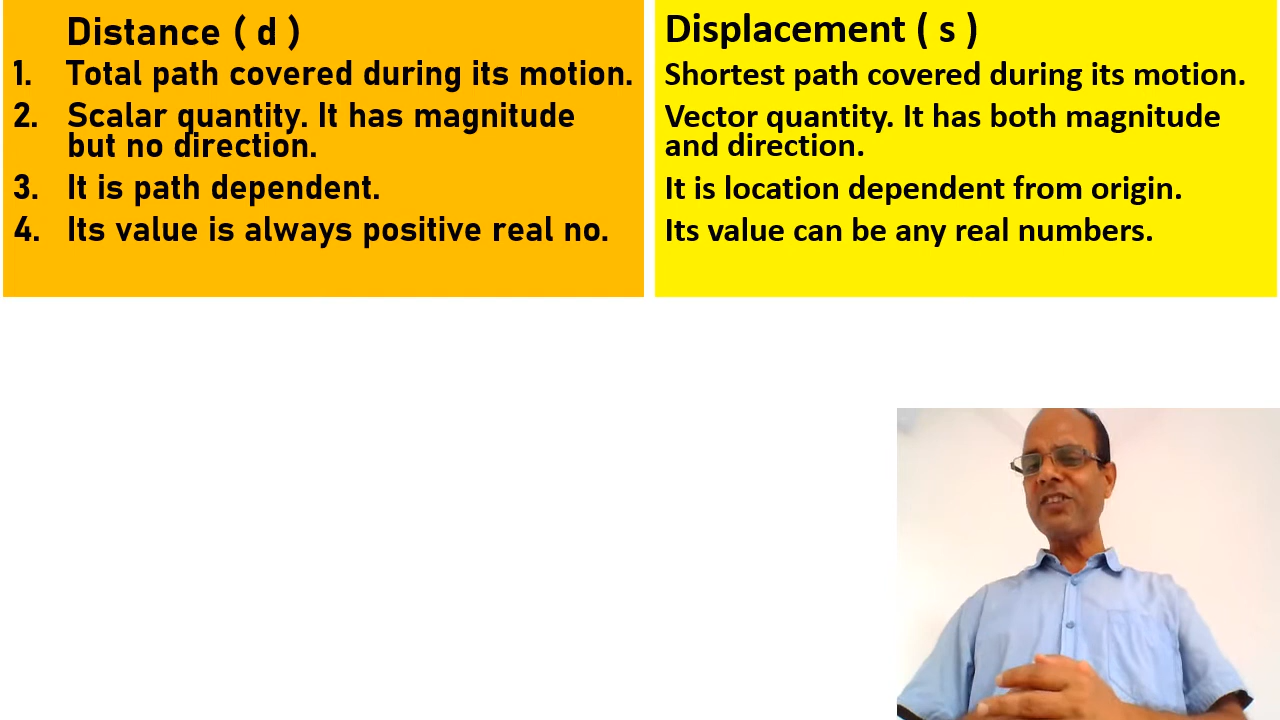 Distance ( d )
1. Total path covered during its motion.
2. Scalar quantity. It has magnitude
but no direction.
3. It is path dependent.
4. Its value is always positive real no.
Displacement ( s )
Shortest path covered during its motion.
Vector quantity. It has both magnitude
and direction.
It is location dependent from origin.
Its value can be any real numbers.